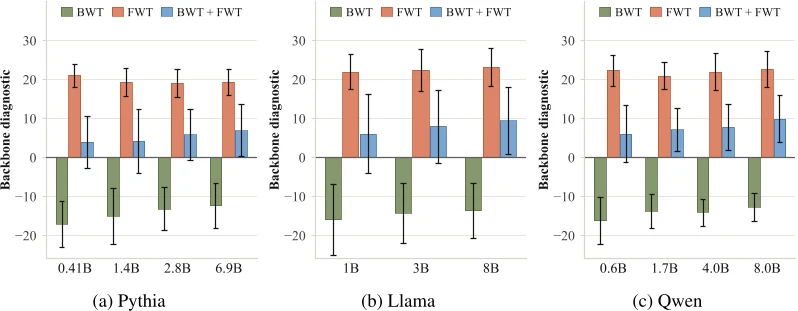 BWT FWT BWT + FWT
Backbone diagnostic
30
20
10
0
−10
−20
0.41B 1.4B 2.8B 6.9B
(a) Pythia
BWT FWT BWT + FWT
Backbone diagnostic
30
20
10
0
−10
−20
1B 3B 8B
(b) Llama
BWT FWT BWT + FWT
Backbone diagnostic
30
20
10
0
−10
−20
0.6B 1.7B 4.0B 8.0B
(c) Qwen